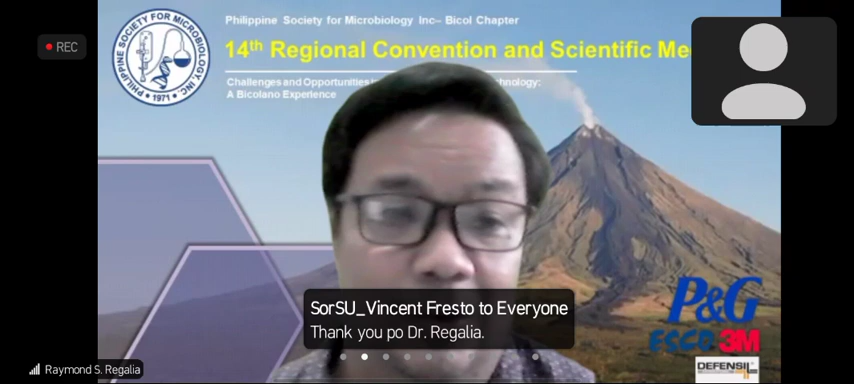 REC
PHILIPPINE SOCIETY FOR MICROBIOLOGY, INC.
• 1971 •
Philippine Society for Microbiology Inc– Bicol Chapter
14th Regional Convention and Scientific Me
Challenges and Opportunities
A Bicolano Experience
SorSU_Vincent Fresto to Everyone
Thank you po Dr. Regalia.
P&G
ESCO 3M
DEFENSIL
Raymond S. Regalia